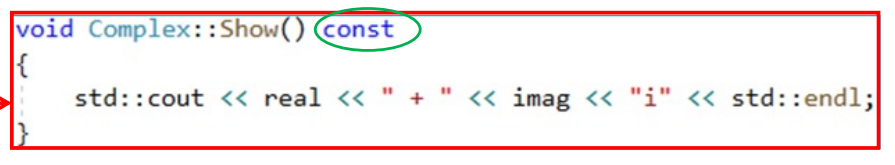 void Complex::Show() const
{
    std::cout << real << " + " << imag << "i" << std::endl;
}